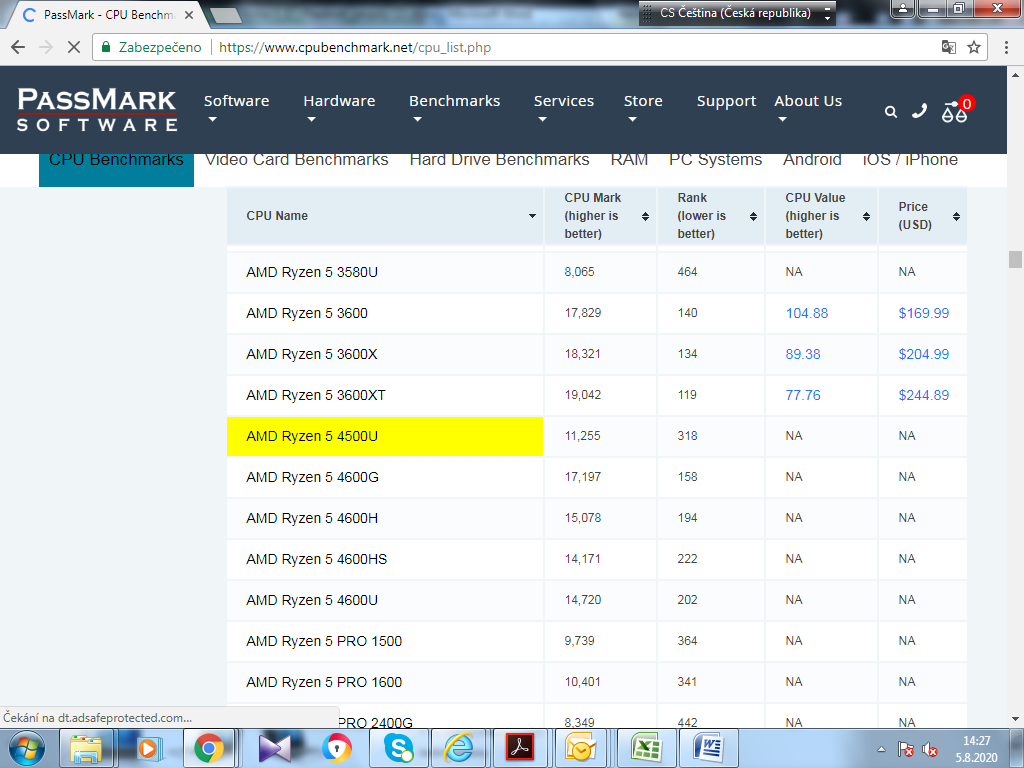 PassMark - CPU Benchma
CS Čeština (Česká republika)
Zabezpečeno
https://www.cpubenchmark.net/cpu_list.php
PASSMARK
SOFTWARE
Software Hardware Benchmarks Services Store Support About Us
0
CPU Benchmarks Video Card Benchmarks Hard Drive Benchmarks RAM PC Systems Android iOS / iPhone
CPU Name CPU Mark (higher is better) Rank (lower is better) CPU Value (higher is better) Price (USD)
AMD Ryzen 5 3580U 8,065 464 NA NA
AMD Ryzen 5 3600 17,829 140 104.88 $169.99
AMD Ryzen 5 3600X 18,321 134 89.38 $204.99
AMD Ryzen 5 3600XT 19,042 119 77.76 $244.89
AMD Ryzen 5 4500U 11,255 318 NA NA
AMD Ryzen 5 4600G 17,197 158 NA NA
AMD Ryzen 5 4600H 15,078 194 NA NA
AMD Ryzen 5 4600HS 14,171 222 NA NA
AMD Ryzen 5 4600U 14,720 202 NA NA
AMD Ryzen 5 PRO 1500 9,739 364 NA NA
AMD Ryzen 5 PRO 1600 10,401 341 NA NA
PRO 2400G 8,349 442 NA NA
Čekání na dt.adsafeprotected.com...
14:27
5.8.2020